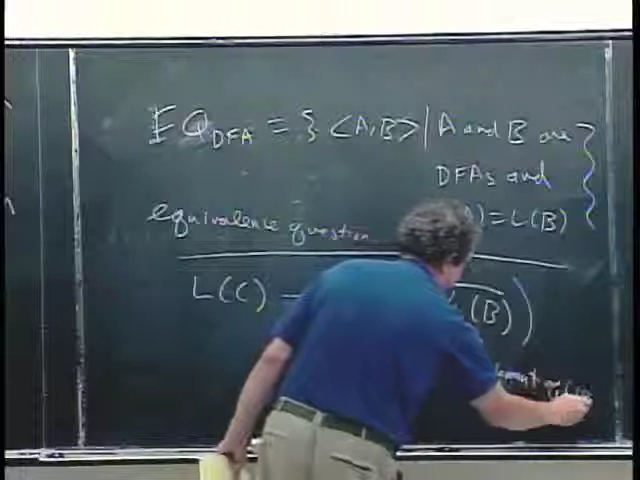 EQ_DFA = { <A,B> | A and B are
DFAs and
) = L(B) }
equivalence question
L(C)
L(B) )